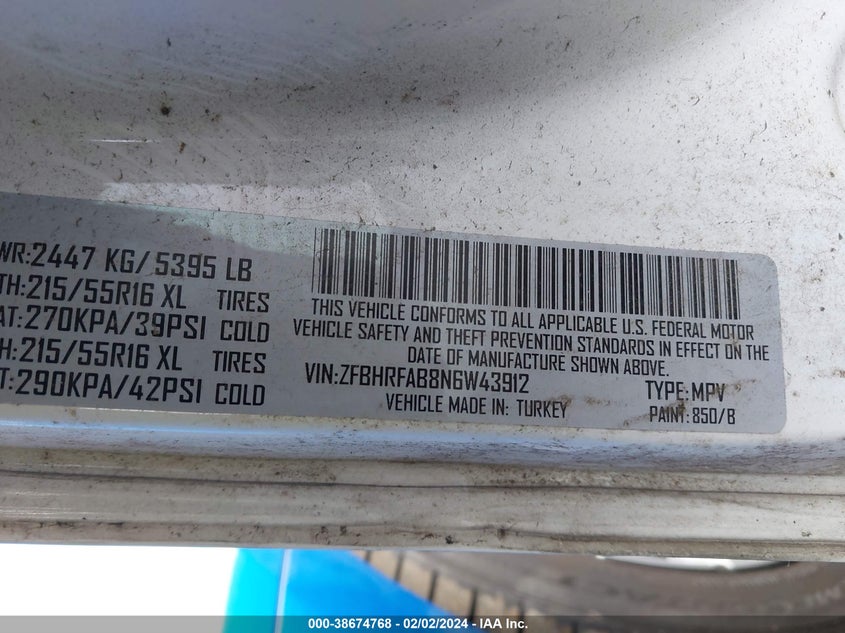 WR:2447 KG/5395 LB
TH:215/55R16 XL TIRES
AT:270KPA/39PSI COLD
H:215/55R16 XL TIRES
T:290KPA/42PSI COLD
THIS VEHICLE CONFORMS TO ALL APPLICABLE U.S. FEDERAL MOTOR
VEHICLE SAFETY AND THEFT PREVENTION STANDARDS IN EFFECT ON THE
DATE OF MANUFACTURE SHOWN ABOVE.
VIN:ZFBHRFAB8N6W43912 TYPE:MPV
VEHICLE MADE IN: TURKEY PAINT:850/B
000-38674768 - 02/02/2024 - IAA Inc.